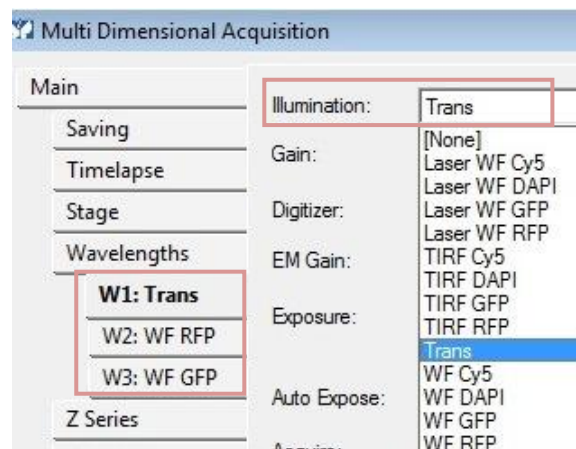 Multi Dimensional Acquisition
Main
Saving
Timelapse
Stage
Wavelengths
W1: Trans
W2: WF RFP
W3: WF GFP
Z Series
Illumination: Trans
Gain:
Digitizer:
EM Gain:
Exposure:
Auto Expose:
[None]
Laser WF Cy5
Laser WF DAPI
Laser WF GFP
Laser WF RFP
TIRF Cy5
TIRF DAPI
TIRF GFP
TIRF RFP
Trans
WF Cy5
WF DAPI
WF GFP
WF RFP